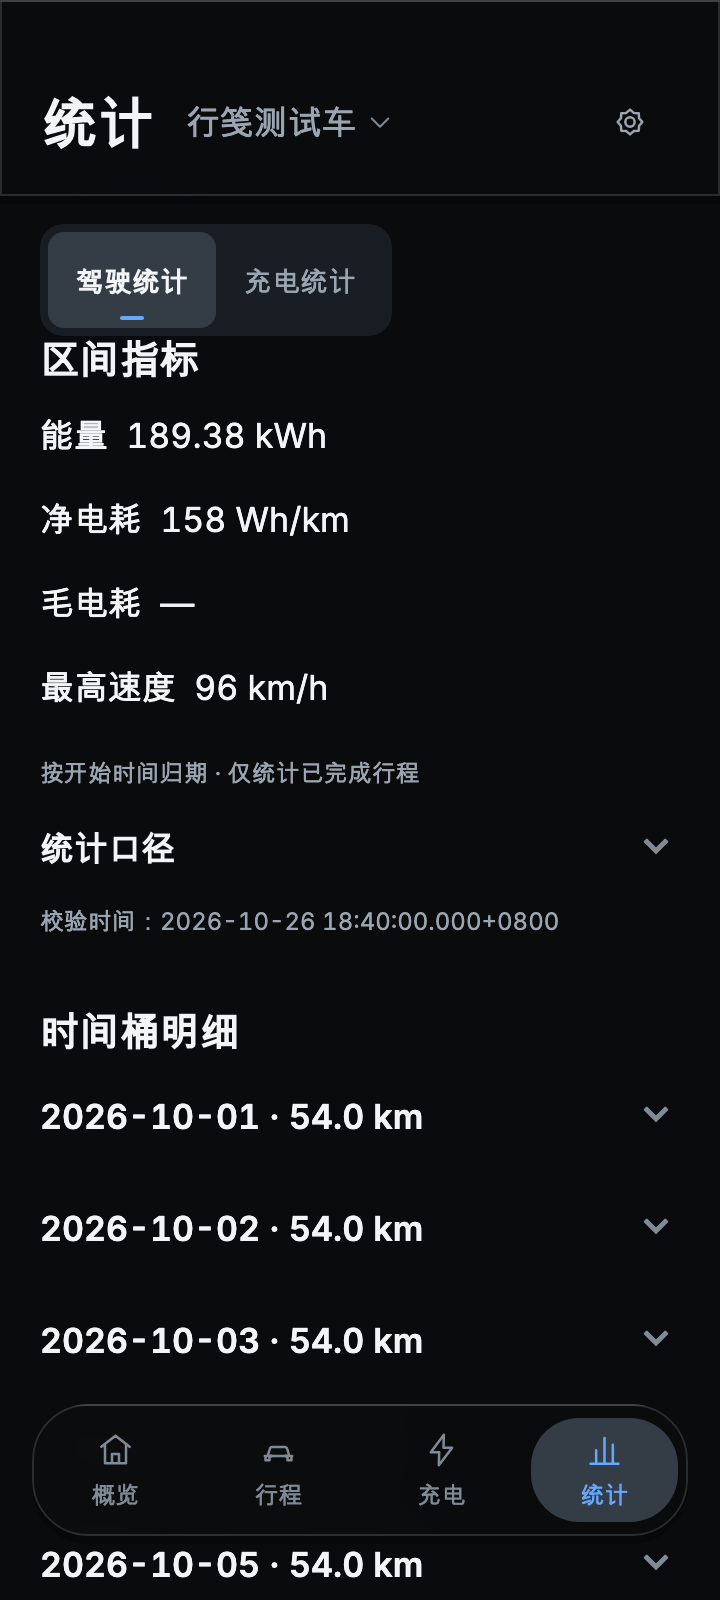 统计 行笺测试车
驾驶统计 充电统计
区间指标
能量 189.38 kWh
净电耗 158 Wh/km
毛电耗 —
最高速度 96 km/h
按开始时间归期 · 仅统计已完成行程
统计口径
校验时间：2026-10-26 18:40:00.000+0800
时间桶明细
2026-10-01 · 54.0 km
2026-10-02 · 54.0 km
2026-10-03 · 54.0 km
概览 行程 充电 统计
2026-10-05 · 54.0 km